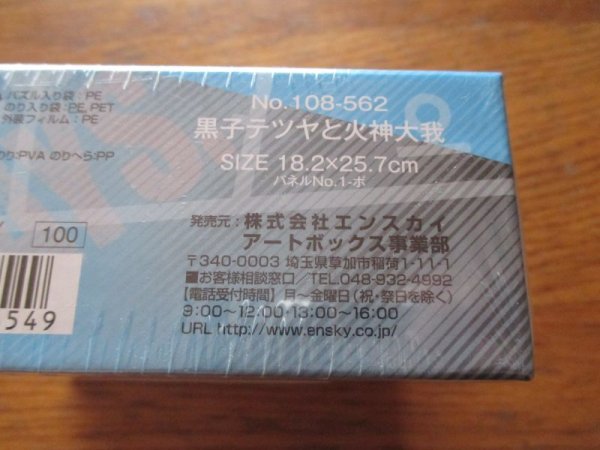 パズル入り袋：PE
のり入り袋：PE, PET
外装フィルム：PE
のり:PVA のりへら:PP
100
549
No.108-562
黒子テツヤと火神大我
SIZE 18.2×25.7cm
パネルNo.1-ボ
発売元：株式会社エンスカイ
アートボックス事業部
〒340-0003 埼玉県草加市稲荷1-11-1
■お客様相談窓口／TEL.048-932-4992
【電話受付時間】月〜金曜日（祝・祭日を除く）
9:00〜12:00・13:00〜16:00
URL http://www.ensky.co.jp/